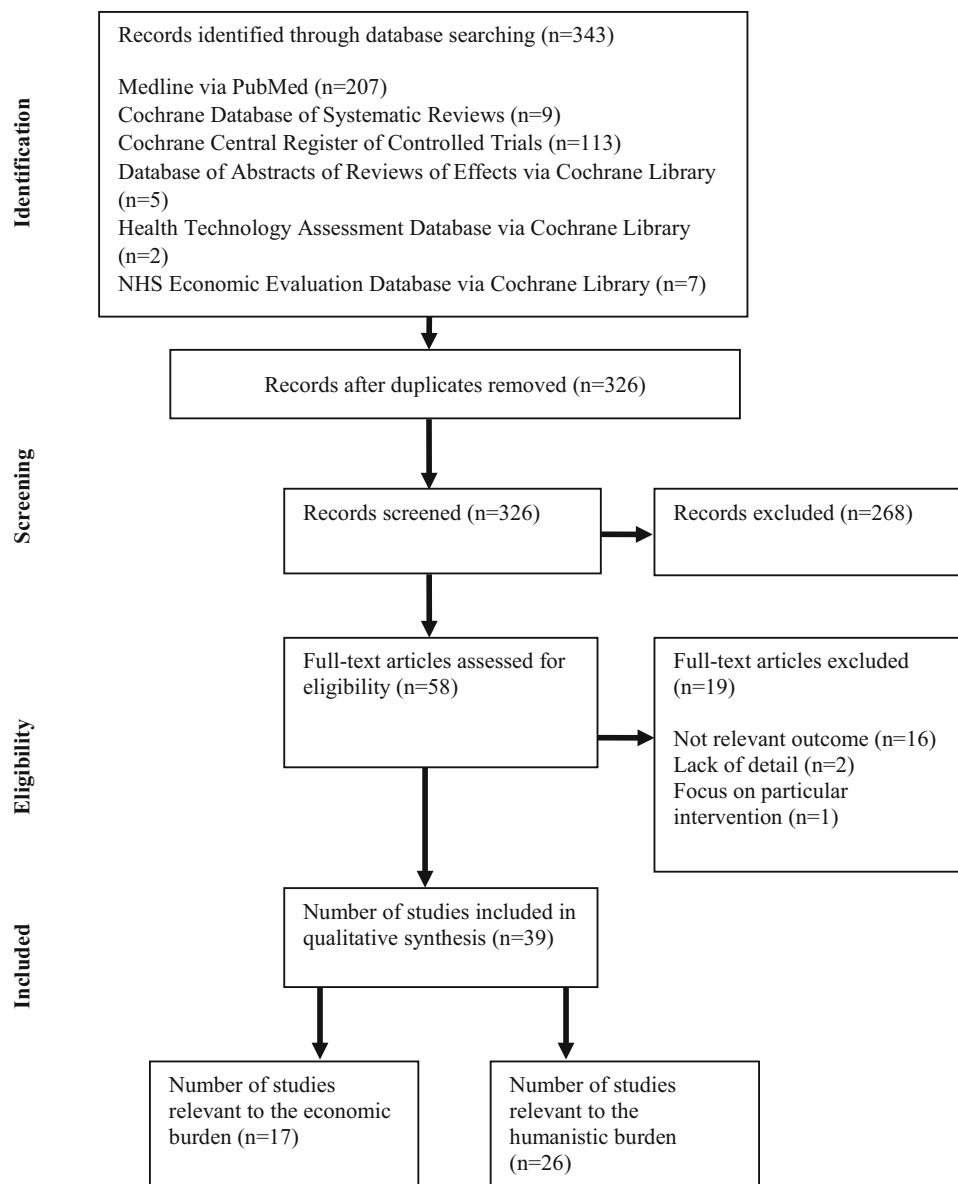 Identification
Records identified through database searching (n=343)
Medline via PubMed (n=207)
Cochrane Database of Systematic Reviews (n=9)
Cochrane Central Register of Controlled Trials (n=113)
Database of Abstracts of Reviews of Effects via Cochrane Library
(n=5)
Health Technology Assessment Database via Cochrane Library
(n=2)
NHS Economic Evaluation Database via Cochrane Library (n=7)
Records after duplicates removed (n=326)
Screening
Records screened (n=326)
Records excluded (n=268)
Eligibility
Full-text articles assessed for
eligibility (n=58)
Full-text articles excluded
(n=19)
Not relevant outcome (n=16)
Lack of detail (n=2)
Focus on particular
intervention (n=1)
Included
Number of studies included in
qualitative synthesis (n=39)
Number of studies
relevant to the economic
burden (n=17)
Number of studies
relevant to the
humanistic burden
(n=26)